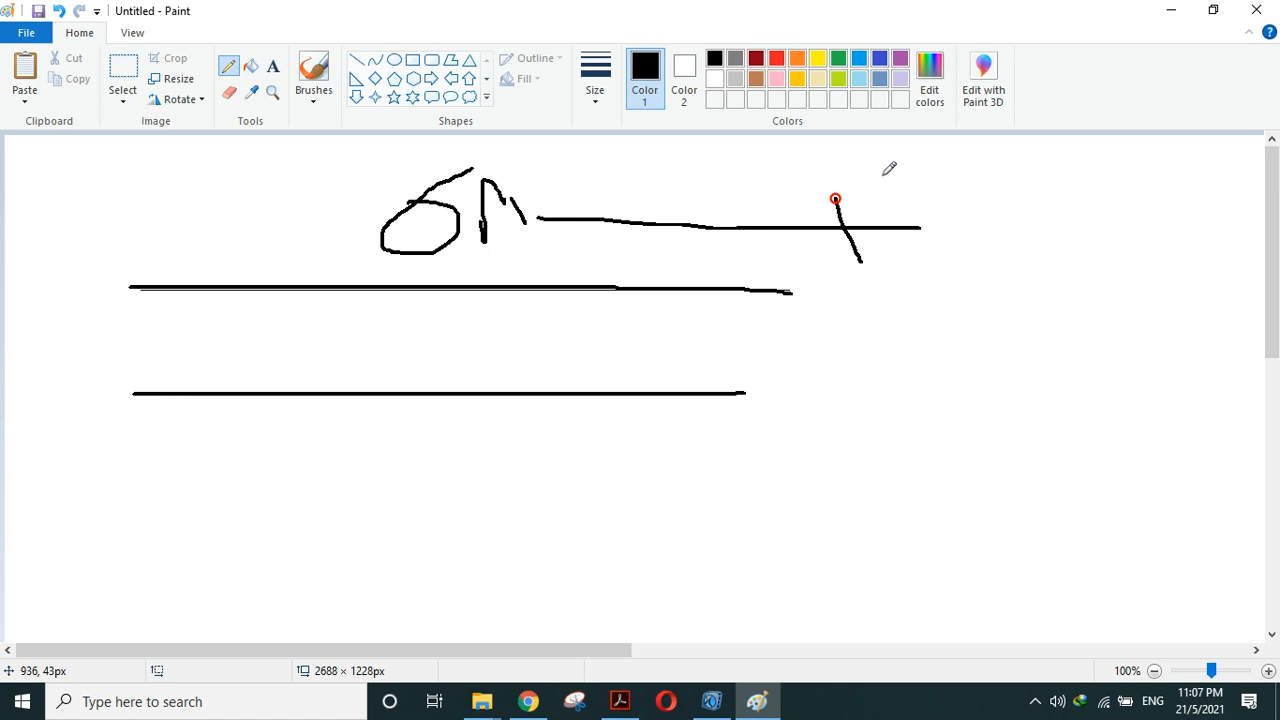 Untitled - Paint
File Home View
Paste Cut Copy Select Crop Resize Rotate Brushes Outline Fill Size Color 1 Color 2 Edit colors Edit with Paint 3D
Clipboard Image Tools Shapes Colors
936, 43px 2688 × 1228px 100%
Type here to search ENG 11:07 PM
21/5/2021